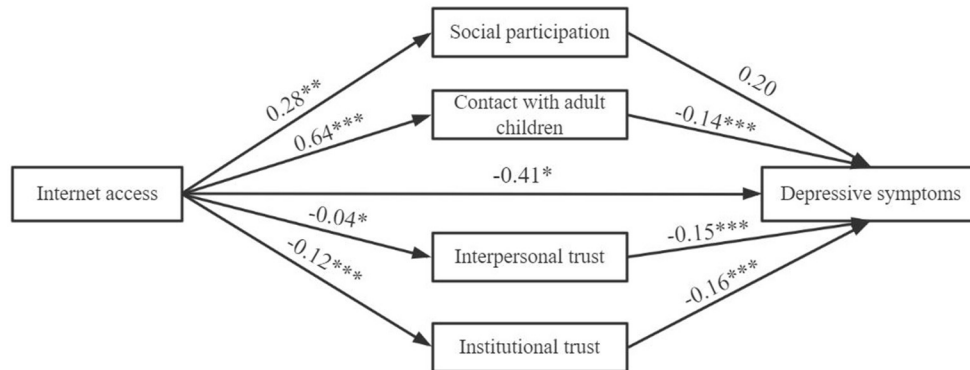 Social participation
0.28**
0.20
Contact with adult
children
0.64***
-0.14***
Internet access
-0.41*
Depressive symptoms
-0.04*
Interpersonal trust
-0.15***
-0.12***
-0.16***
Institutional trust